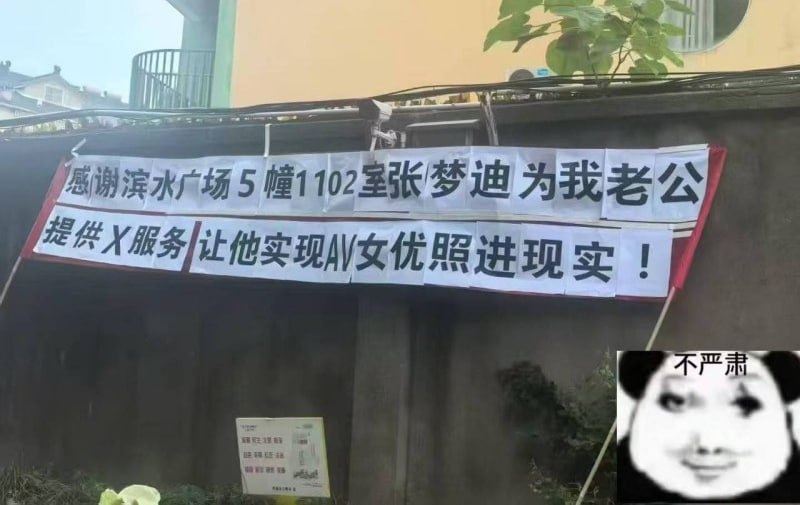 感谢滨水广场5幢1102室张梦迪为我老公
提供X服务 让他实现AV女优照进现实！
不严肃